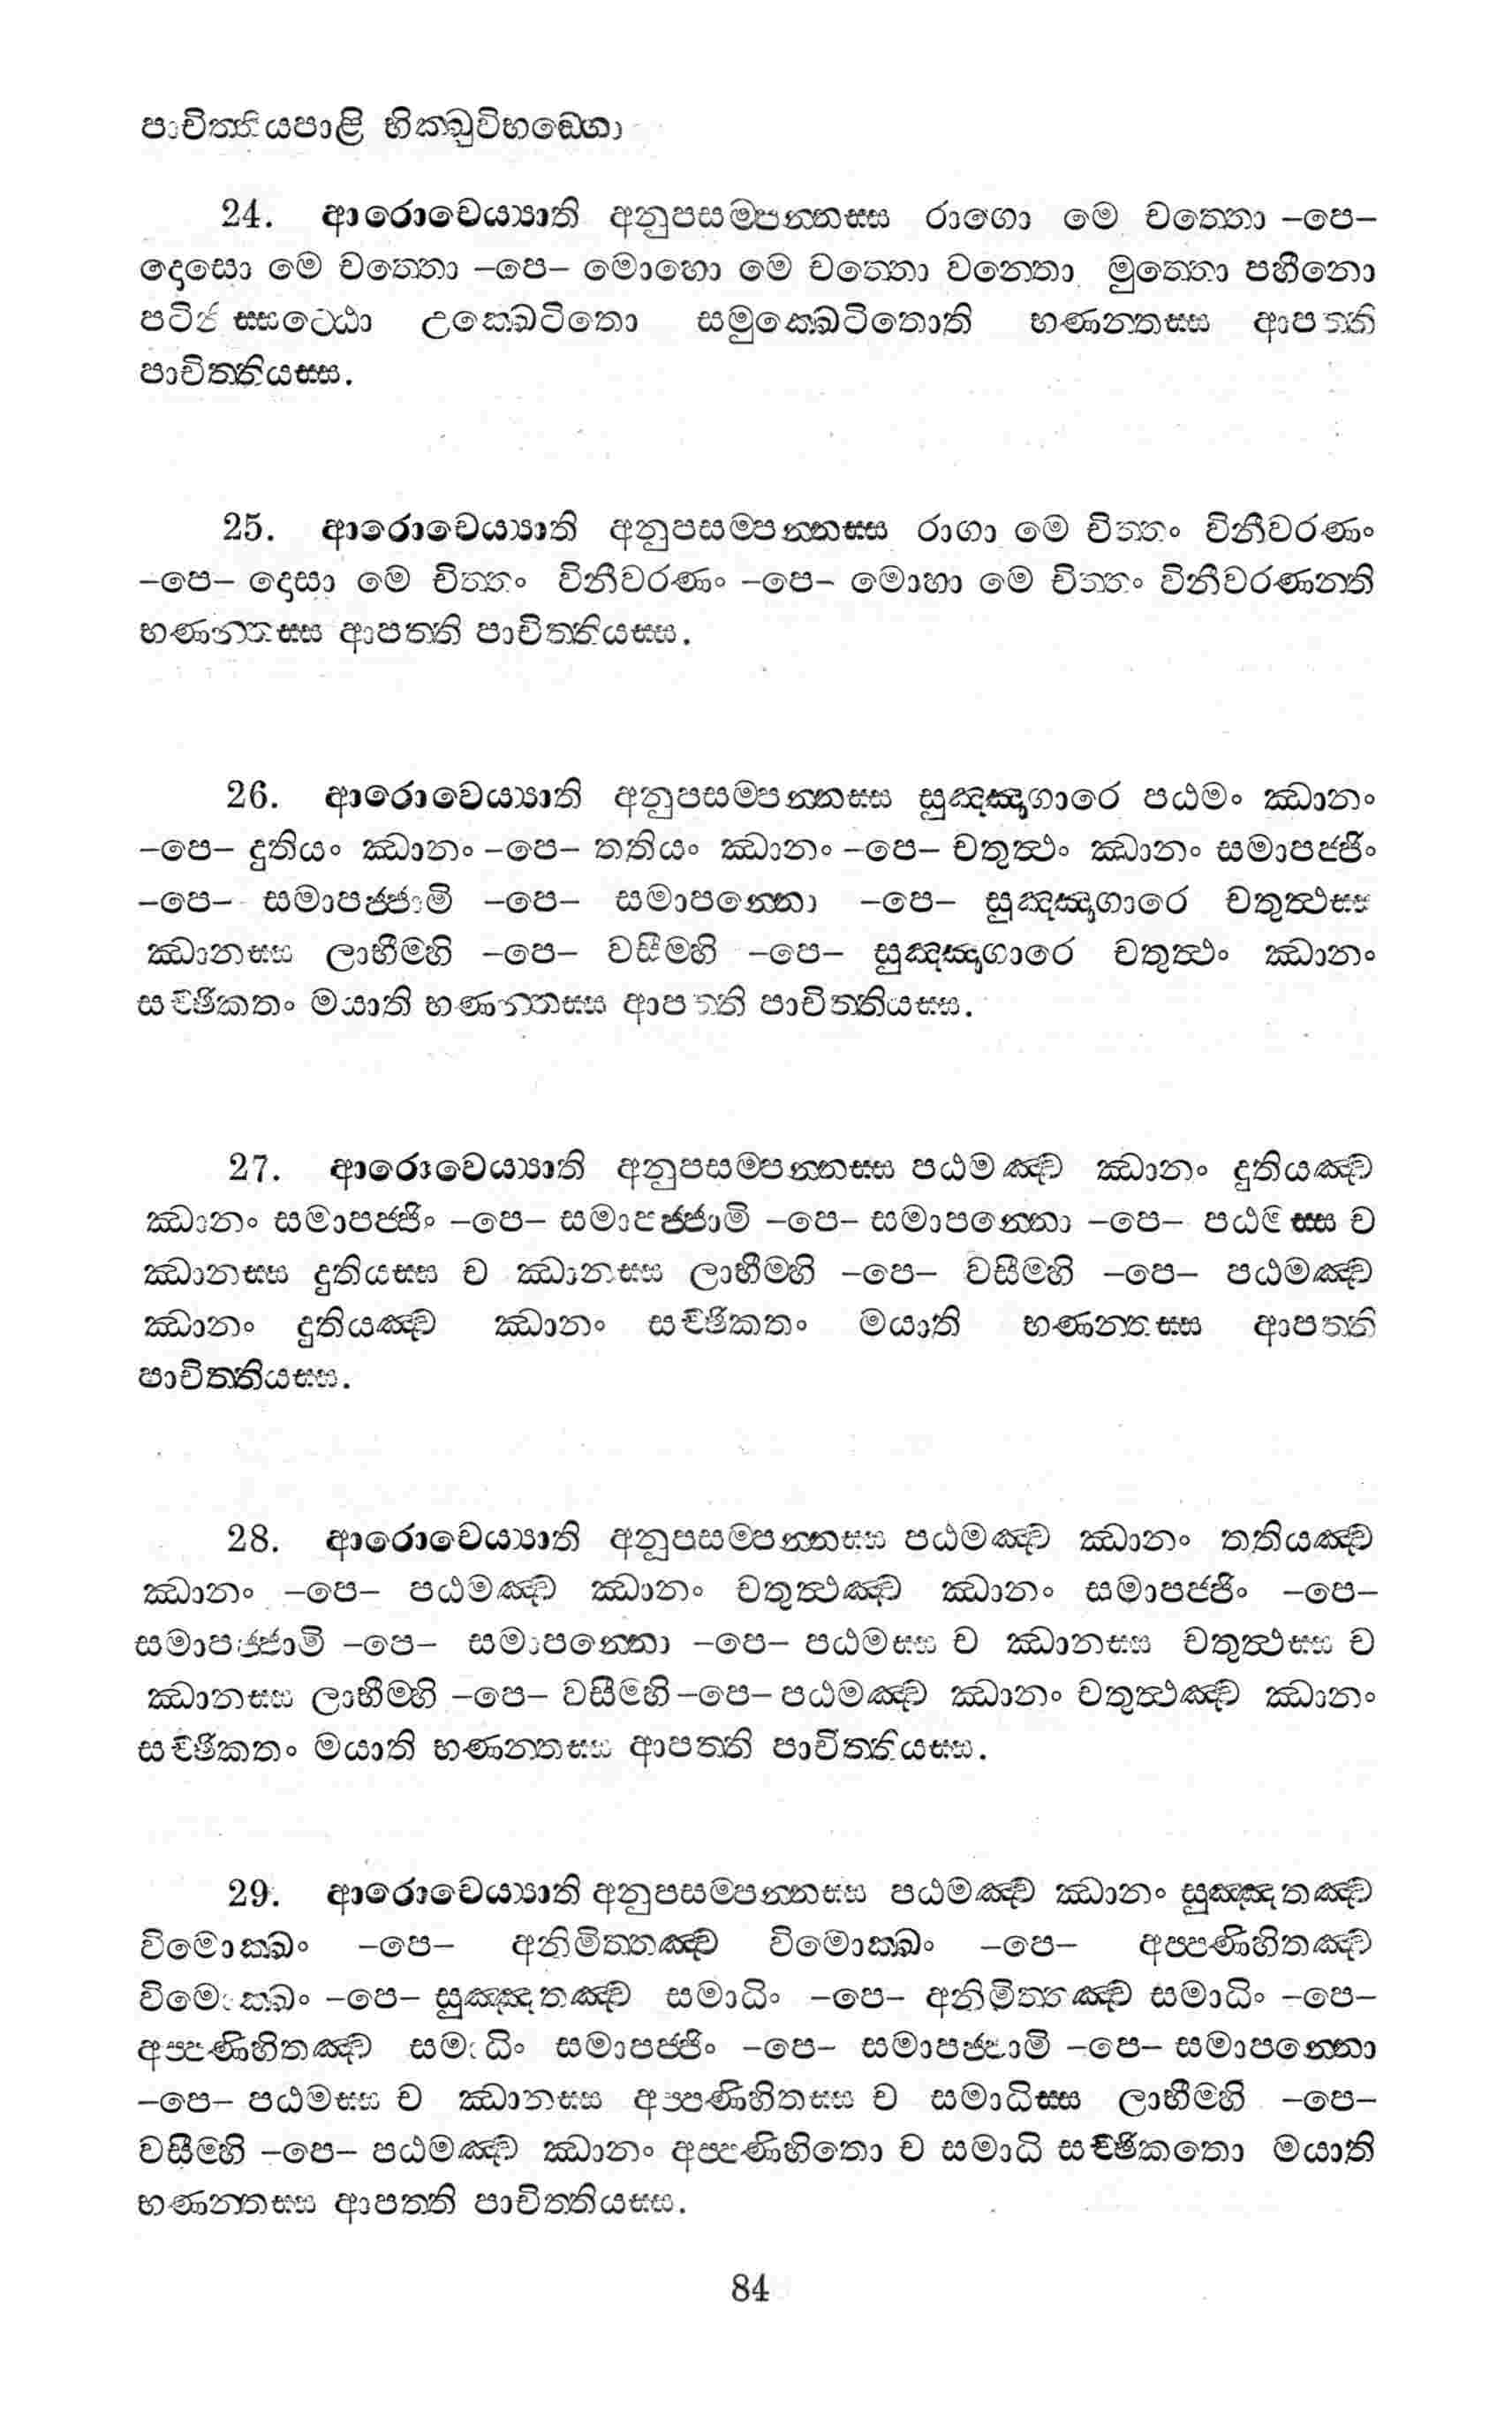 පාචිත්තියපාළි භික්ඛුවිභඞ්ගො
24. ආරොචෙය්‍යාති අනුපසම්පන්නස්ස රාගො මෙ චත්තො –පෙ–
දොසො මෙ චත්තො –පෙ– මොහො මෙ චත්තො වන්තො මුත්තො පහීනො
පටිනිස්සට්ඨො උක්ඛෙටිතො සමුක්ඛෙටිතොති භණන්තස්ස ආපත්ති
පාචිත්තියස්ස.
25. ආරොචෙය්‍යාති අනුපසම්පන්නස්ස රාගා මෙ චිත්තං විනීවරණං
–පෙ– දොසා මෙ චිත්තං විනීවරණං –පෙ– මොහා මෙ චිත්තං විනීවරණන්ති
භණන්තස්ස ආපත්ති පාචිත්තියස්ස.
26. ආරොවෙය්‍යාති අනුපසම්පන්නස්ස සුඤ්ඤාගාරෙ පඨමං ඣානං
–පෙ– දුතියං ඣානං –පෙ– තතියං ඣානං –පෙ– චතුත්ථං ඣානං සමාපජ්ජිං
–පෙ– සමාපජ්ජාමි –පෙ– සමාපන්නො –පෙ– සුඤ්ඤාගාරෙ චතුත්ථස්ස
ඣානස්ස ලාභීම්හි –පෙ– වසීම්හි –පෙ– සුඤ්ඤාගාරෙ චතුත්ථං ඣානං
සච්ඡිකතං මයාති භණන්තස්ස ආපත්ති පාචිත්තියස්ස.
27. ආරොවෙය්‍යාති අනුපසම්පන්නස්ස පඨමඤ්ච ඣානං දුතියඤ්ච
ඣානං සමාපජ්ජිං –පෙ– සමාපජ්ජාමි –පෙ– සමාපන්නො –පෙ– පඨමස්ස ච
ඣානස්ස දුතියස්ස ච ඣානස්ස ලාභීම්හි –පෙ– වසීම්හි –පෙ– පඨමඤ්ච
ඣානං දුතියඤ්ච ඣානං සච්ඡිකතං මයාති භණන්තස්ස ආපත්ති
පාචිත්තියස්ස.
28. ආරොචෙය්‍යාති අනුපසම්පන්නස්ස පඨමඤ්ච ඣානං තතියඤ්ච
ඣානං –පෙ– පඨමඤ්ච ඣානං චතුත්ථඤ්ච ඣානං සමාපජ්ජිං –පෙ–
සමාපජ්ජාමි –පෙ– සමාපන්නො –පෙ– පඨමස්ස ච ඣානස්ස චතුත්ථස්ස ච
ඣානස්ස ලාභීම්හි –පෙ– වසීම්හි –පෙ– පඨමඤ්ච ඣානං චතුත්ථඤ්ච ඣානං
සච්ඡිකතං මයාති භණන්තස්ස ආපත්ති පාචිත්තියස්ස.
29. ආරොචෙය්‍යාති අනුපසම්පන්නස්ස පඨමඤ්ච ඣානං සුඤ්ඤතඤ්ච
විමොක්ඛං –පෙ– අනිමිත්තඤ්ච විමොක්ඛං –පෙ– අප්පණිහිතඤ්ච
විමොක්ඛං –පෙ– සුඤ්ඤතඤ්ච සමාධිං –පෙ– අනිමිත්තඤ්ච සමාධිං –පෙ–
අප්පණිහිතඤ්ච සමාධිං සමාපජ්ජිං –පෙ– සමාපජ්ජාමි –පෙ– සමාපන්නො
–පෙ– පඨමස්ස ච ඣානස්ස අප්පණිහිතස්ස ච සමාධිස්ස ලාභීම්හි –පෙ–
වසීම්හි –පෙ– පඨමඤ්ච ඣානං අප්පණිහිතො ච සමාධි සච්ඡිකතො මයාති
භණන්තස්ස ආපත්ති පාචිත්තියස්ස.
84